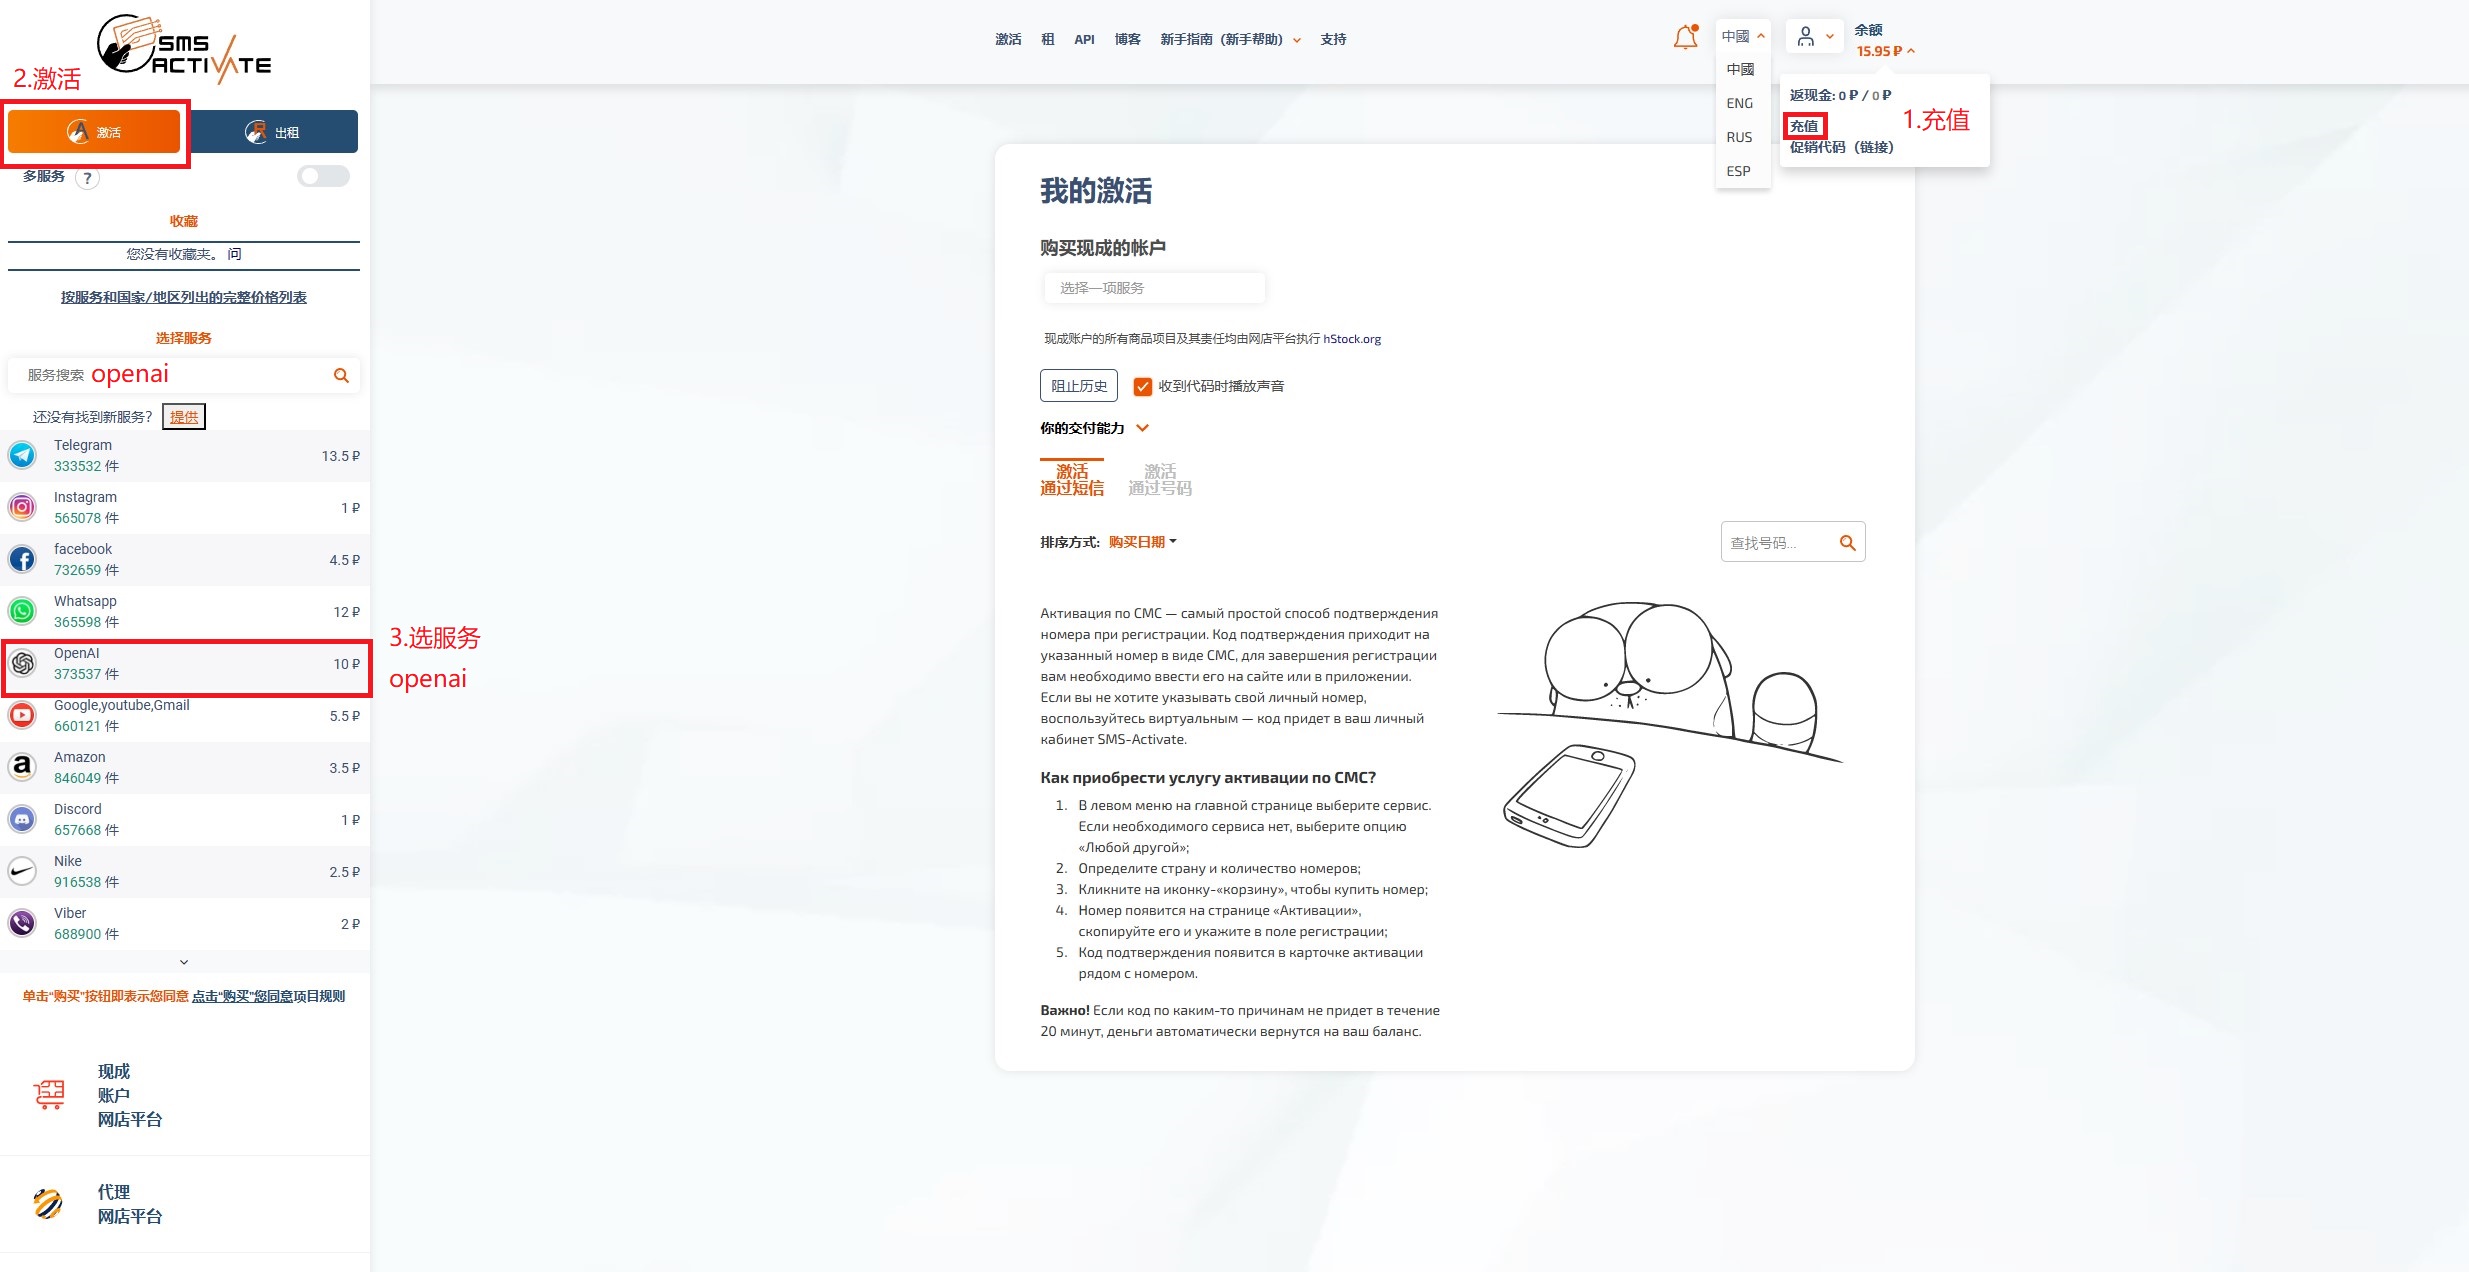 SMS
ACTIVATE
2.激活
激活
出租
多服务 ?
收藏
您没有收藏夹。 问
按服务和国家/地区列出的完整价格列表
选择服务
服务搜索 openai
还没有找到新服务? 提供
Telegram
333532 件
13.5 ₽
Instagram
565078 件
1 ₽
facebook
732659 件
4.5 ₽
Whatsapp
365598 件
12 ₽
OpenAI
373537 件
10 ₽
3.选服务
openai
Google,youtube,Gmail
660121 件
5.5 ₽
Amazon
846049 件
3.5 ₽
Discord
657668 件
1 ₽
Nike
916538 件
2.5 ₽
Viber
688900 件
2 ₽
单击“购买”按钮即表示您同意 点击“购买”您同意项目规则
现成
账户
网店平台
代理
网店平台
激活 租 API 博客 新手指南（新手帮助） 支持
中國
中國
ENG
RUS
ESP
余额
15.95 ₽
返现金: 0 ₽ / 0 ₽
充值
1.充值
促销代码（链接）
我的激活
购买现成的帐户
选择一项服务
现成账户的所有商品项目及其责任均由网店平台执行 hStock.org
阻止历史
收到代码时播放声音
你的交付能力
激活
通过短信
激活
通过号码
排序方式: 购买日期
查找号码...
Активация по СМС — самый простой способ подтверждения
номера при регистрации. Код подтверждения приходит на
указанный номер в виде СМС, для завершения регистрации
вам необходимо ввести его на сайте или в приложении.
Если вы не хотите указывать свой личный номер,
воспользуйтесь виртуальным — код придет в ваш личный
кабинет SMS-Activate.
Как приобрести услугу активации по СМС?
1. В левом меню на главной странице выберите сервис.
Если необходимого сервиса нет, выберите опцию
«Любой другой»;
2. Определите страну и количество номеров;
3. Кликните на иконку-«корзину», чтобы купить номер;
4. Номер появится на странице «Активации»,
скопируйте его и укажите в поле регистрации;
5. Код подтверждения появится в карточке активации
рядом с номером.
Важно! Если код по каким-то причинам не придет в течение
20 минут, деньги автоматически вернутся на ваш баланс.